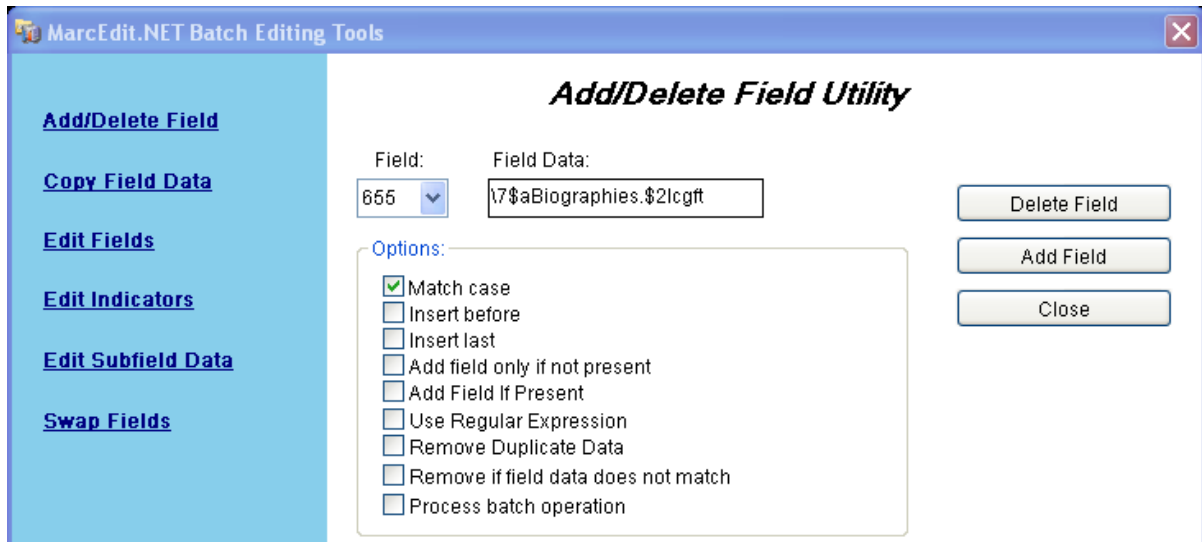 MarcEdit.NET Batch Editing Tools
Add/Delete Field
Copy Field Data
Edit Fields
Edit Indicators
Edit Subfield Data
Swap Fields
Add/Delete Field Utility
Field: Field Data:
655 \7$aBiographies.$2lcgft
Options:
Match case
Insert before
Insert last
Add field only if not present
Add Field If Present
Use Regular Expression
Remove Duplicate Data
Remove if field data does not match
Process batch operation
Delete Field
Add Field
Close